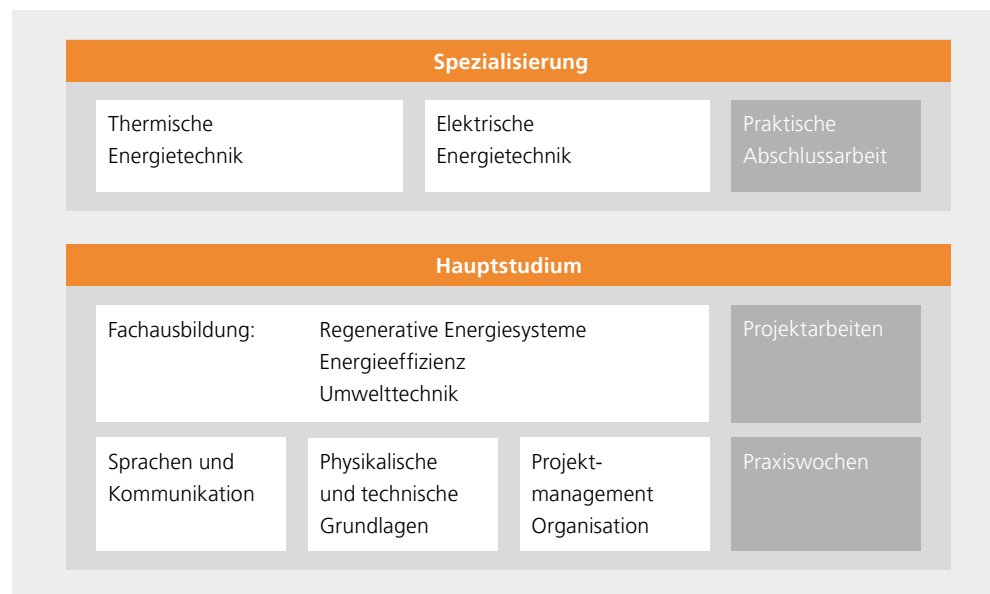 Spezialisierung
Thermische
Energietechnik
Elektrische
Energietechnik
Praktische
Abschlussarbeit
Hauptstudium
Fachausbildung:
Regenerative Energiesysteme
Energieeffizienz
Umwelttechnik
Projektarbeiten
Sprachen und
Kommunikation
Physikalische
und technische
Grundlagen
Projekt-
management
Organisation
Praxiswochen